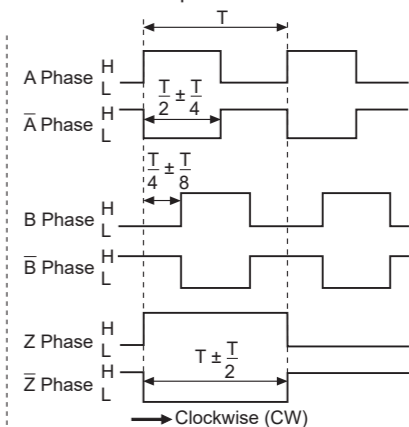 T
A Phase H
L
T/2 ± T/4
A̅ Phase H
L
T/4 ± T/8
B Phase H
L
B̅ Phase H
L
Z Phase H
L
T ± T/2
Z̅ Phase H
L
Clockwise (CW)